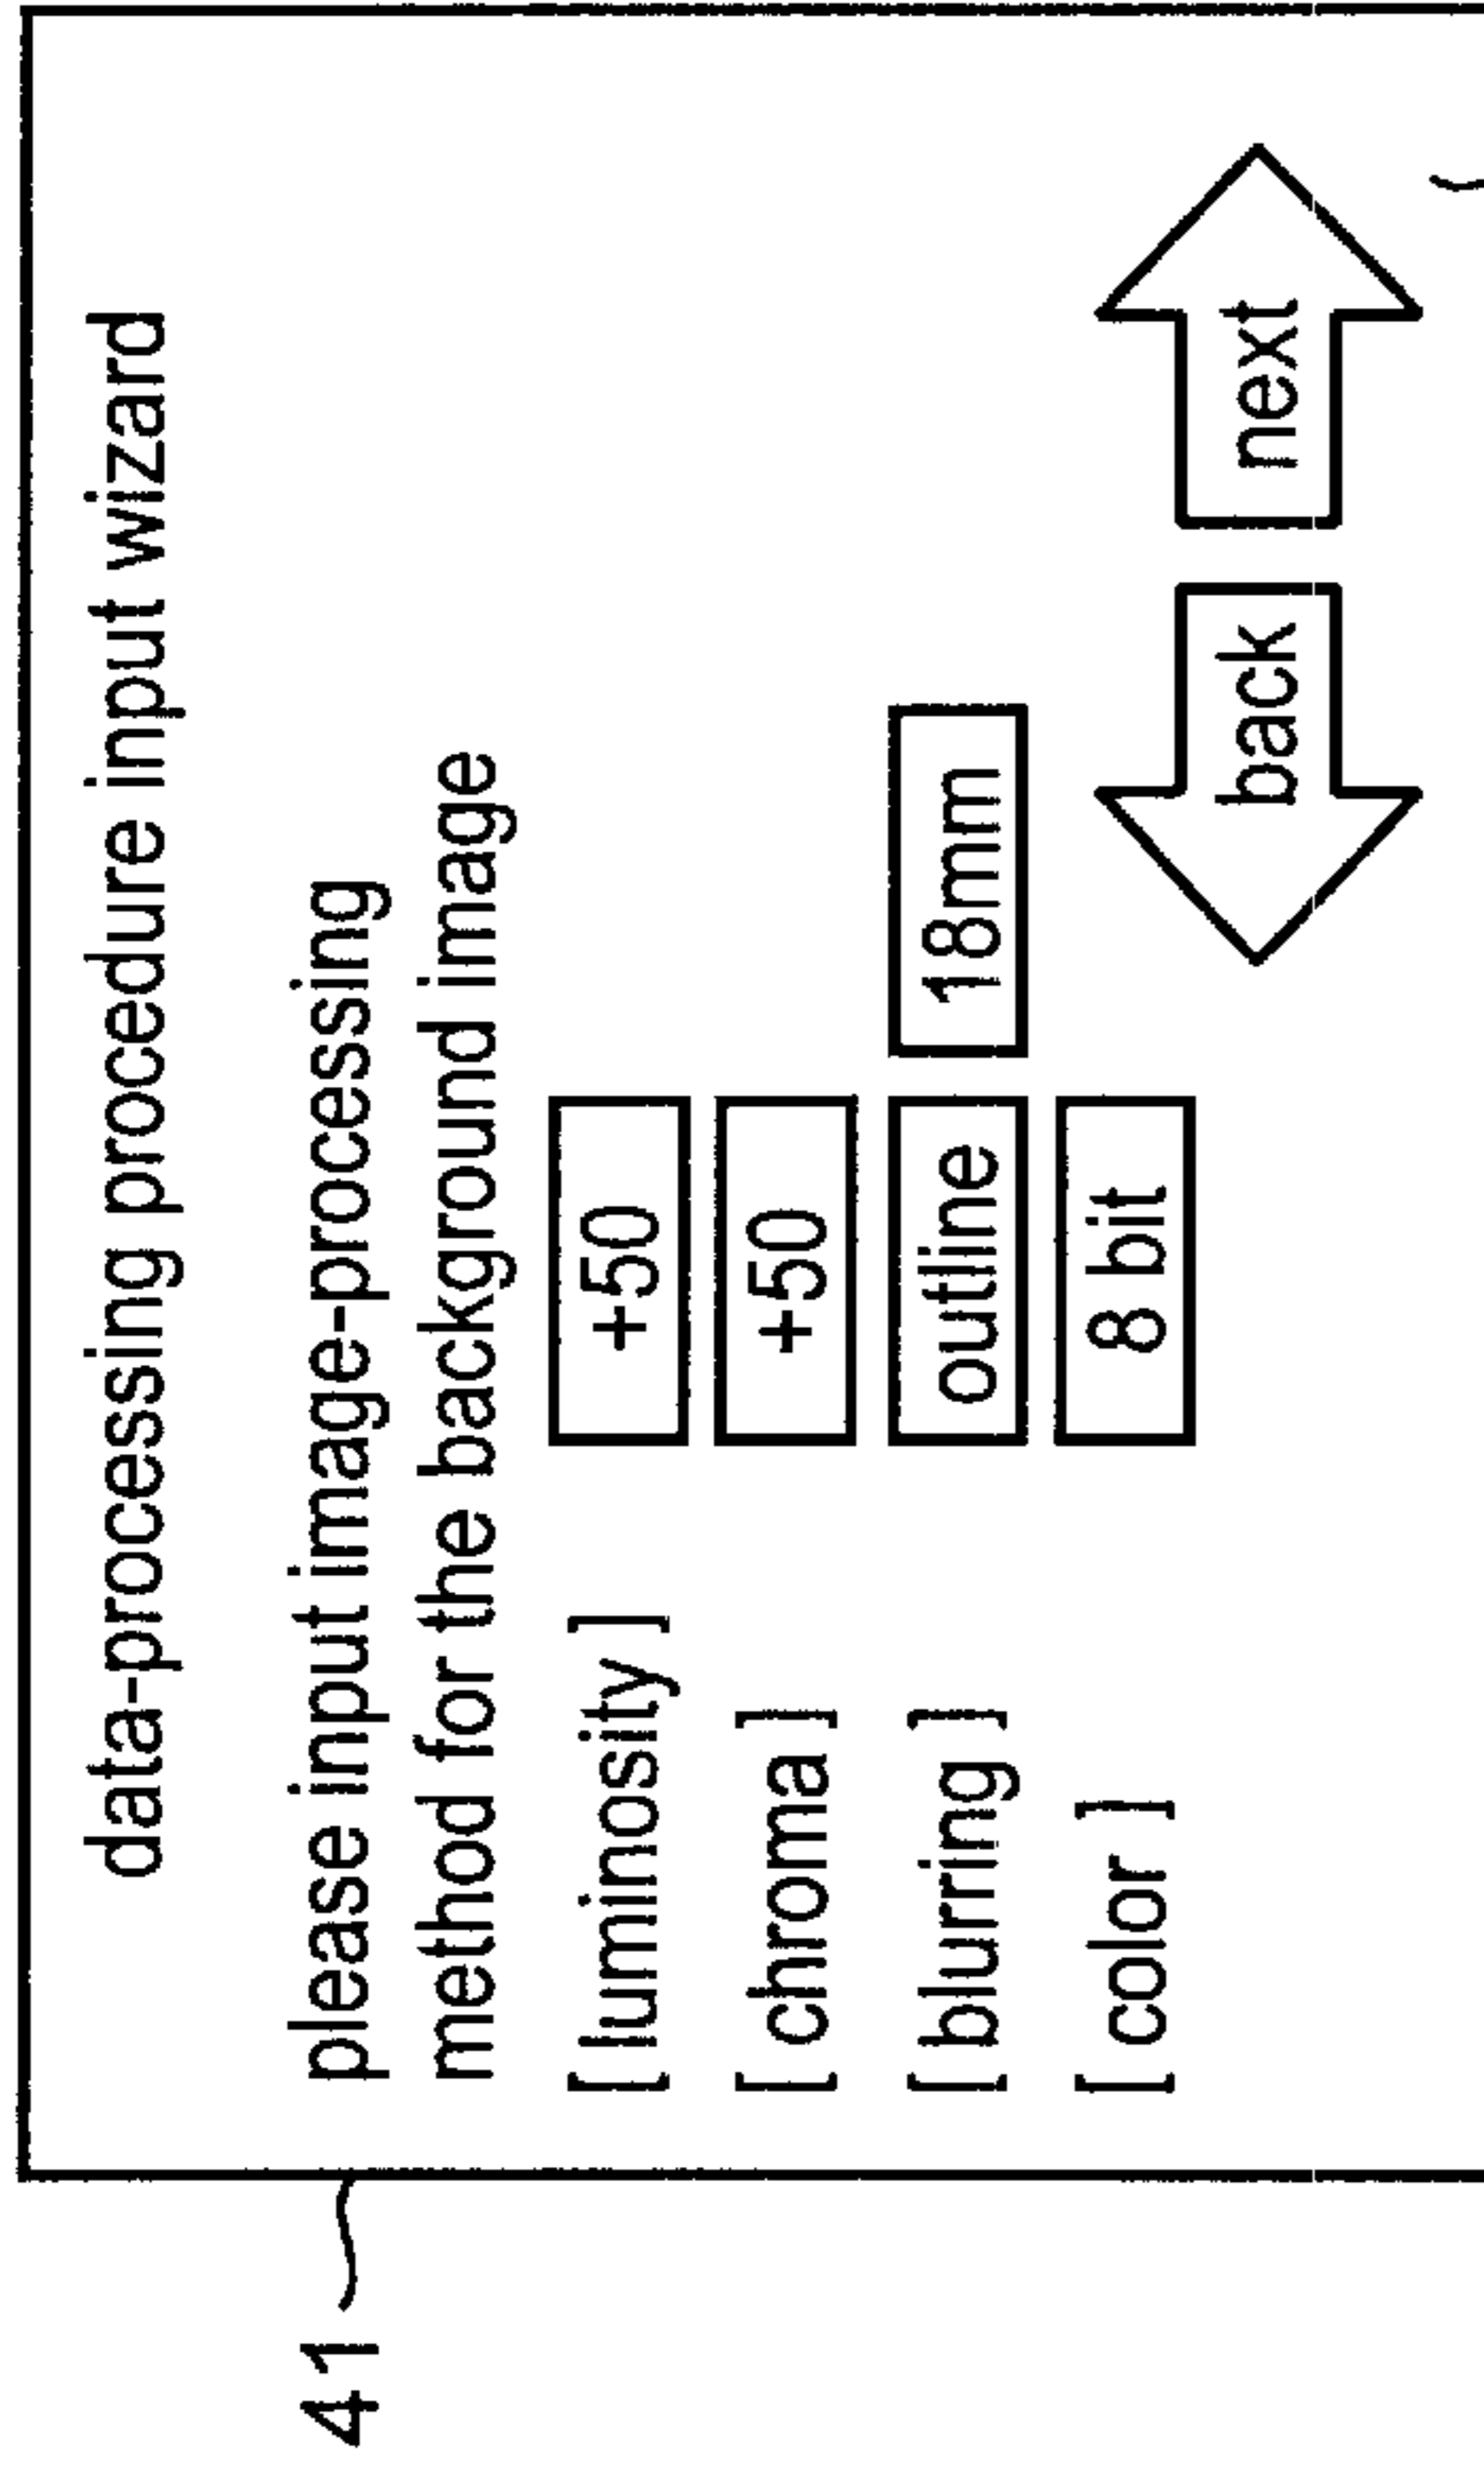 data-processing procedure input wizard
please input image-processing
method for the background image
[ luminosity ] +50
[ chroma ] +50
[ blurring ] outline 18mm
[ color ] 8 bit
back next
41